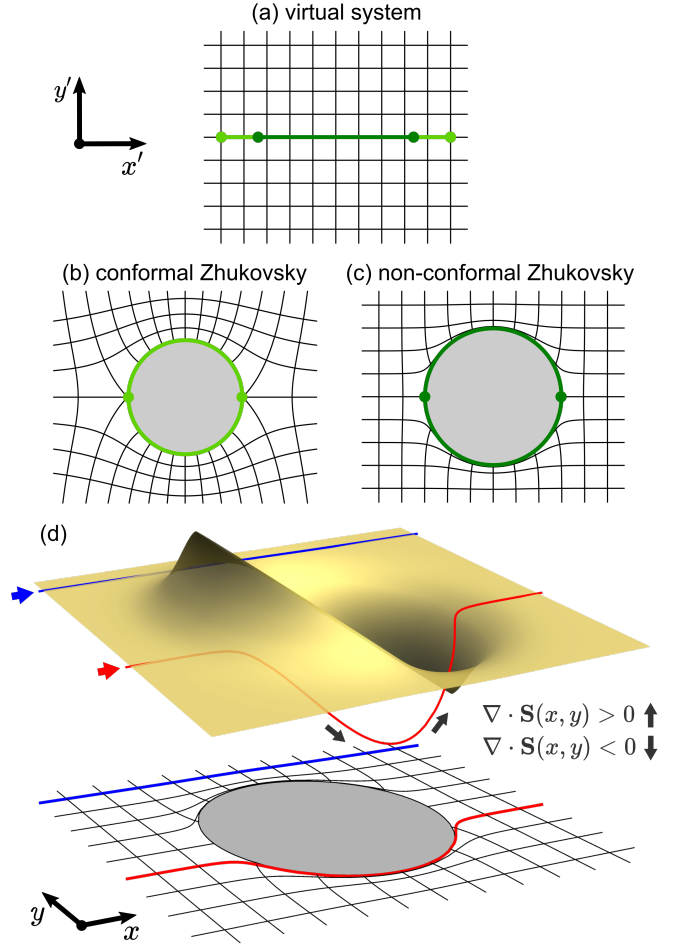 (a) virtual system
y′
x′
(b) conformal Zhukovsky
(c) non-conformal Zhukovsky
(d)
∇ · S(x, y) > 0
∇ · S(x, y) < 0
y
x